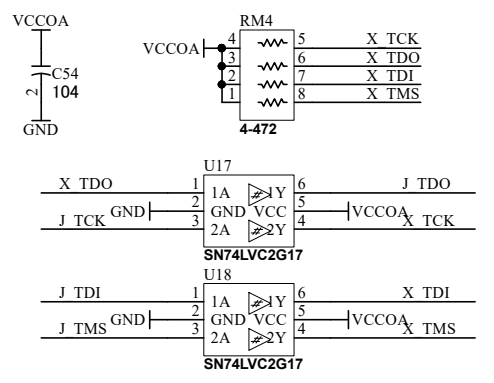 VCCOA
C54
2
104
GND
RM4
VCCOA
4 5 X_TCK
3 6 X_TDO
2 7 X_TDI
1 8 X_TMS
4-472
U17
X_TDO 1 1A 1Y 6 J_TDO
GND 2 GND VCC 5 VCCOA
J_TCK 3 2A 2Y 4 X_TCK
SN74LVC2G17
U18
J_TDI 1 1A 1Y 6 X_TDI
GND 2 GND VCC 5 VCCOA
J_TMS 3 2A 2Y 4 X_TMS
SN74LVC2G17